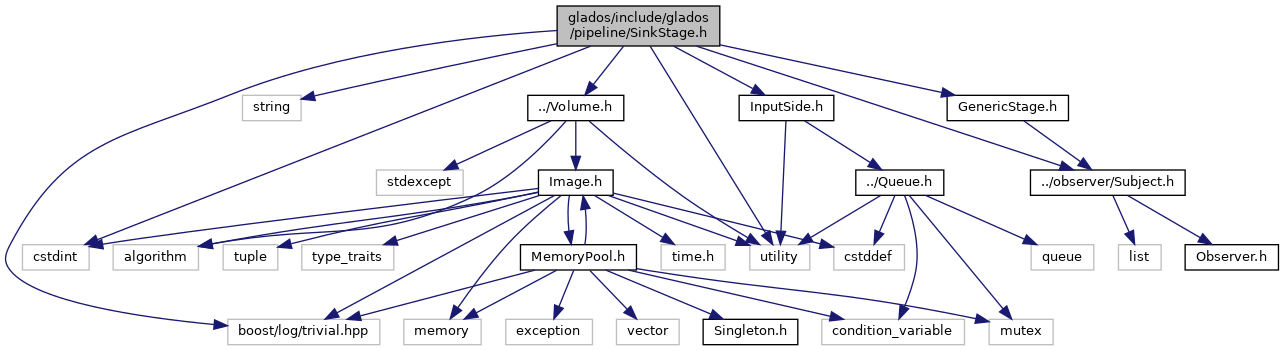 glados/include/glados
/pipeline/SinkStage.h
string
../Volume.h
InputSide.h
GenericStage.h
stdexcept
Image.h
../Queue.h
../observer/Subject.h
cstdint
algorithm
tuple
type_traits
MemoryPool.h
time.h
utility
cstddef
queue
list
Observer.h
boost/log/trivial.hpp
memory
exception
vector
Singleton.h
condition_variable
mutex